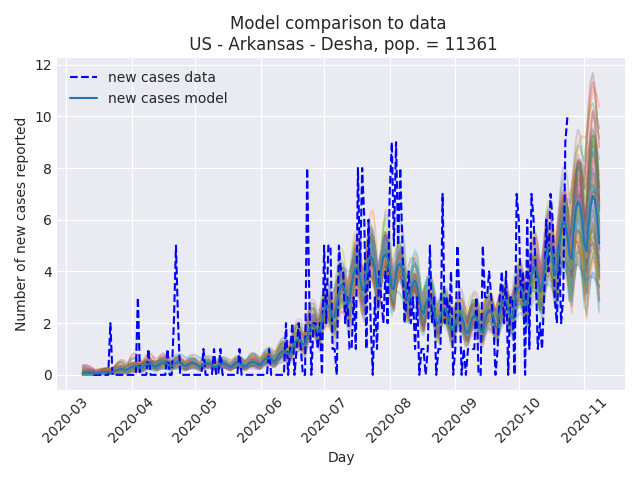 Model comparison to data
US - Arkansas - Desha, pop. = 11361
new cases data
new cases model
Number of new cases reported
12
10
8
6
4
2
0
2020-03
2020-04
2020-05
2020-06
2020-07
2020-08
2020-09
2020-10
2020-11
Day